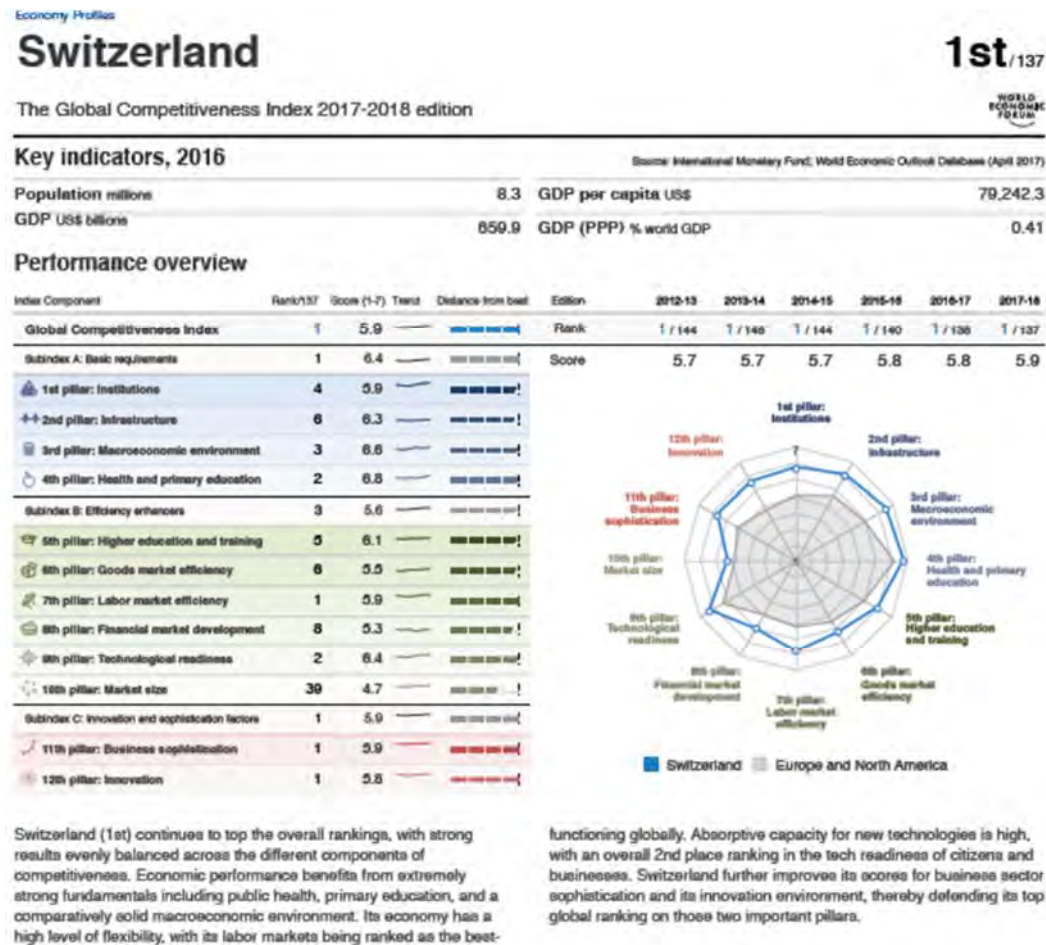 Economy Profiles
Switzerland
1st/137
The Global Competitiveness Index 2017-2018 edition
WORLD
ECONOMIC
FORUM
Key indicators, 2016
Source: International Monetary Fund; World Economic Outlook Database (April 2017)
Population millions 8.3 GDP per capita US$ 79,242.3
GDP US$ billions 659.9 GDP (PPP) % world GDP 0.41
Performance overview
Index Component Rank/137 Score (1-7) Trend Distance from best Edition 2012-13 2013-14 2014-15 2015-16 2016-17 2017-18
Global Competitiveness Index 1 5.9 Rank 1 / 144 1 / 148 1 / 144 1 / 140 1 / 138 1 / 137
Subindex A: Basic requirements 1 6.4 Score 5.7 5.7 5.7 5.8 5.8 5.9
1st pillar: Institutions 4 5.9
2nd pillar: Infrastructure 6 6.3
3rd pillar: Macroeconomic environment 3 6.6
4th pillar: Health and primary education 2 6.8
Subindex B: Efficiency enhancers 3 5.6
5th pillar: Higher education and training 5 6.1
6th pillar: Goods market efficiency 6 5.5
7th pillar: Labor market efficiency 1 5.9
8th pillar: Financial market development 8 5.3
9th pillar: Technological readiness 2 6.4
10th pillar: Market size 39 4.7
Subindex C: Innovation and sophistication factors 1 5.9
11th pillar: Business sophistication 1 5.9
12th pillar: Innovation 1 5.8
1st pillar:
Institutions
2nd pillar:
Infrastructure
3rd pillar:
Macroeconomic
environment
4th pillar:
Health and primary
education
5th pillar:
Higher education
and training
6th pillar:
Goods market
efficiency
7th pillar:
Labor market
efficiency
8th pillar:
Financial market
development
9th pillar:
Technological
readiness
10th pillar:
Market size
11th pillar:
Business
sophistication
12th pillar:
Innovation
7
Switzerland Europe and North America
Switzerland (1st) continues to top the overall rankings, with strong
results evenly balanced across the different components of
competitiveness. Economic performance benefits from extremely
strong fundamentals including public health, primary education, and a
comparatively solid macroeconomic environment. Its economy has a
high level of flexibility, with its labor markets being ranked as the best-
functioning globally. Absorptive capacity for new technologies is high,
with an overall 2nd place ranking in the tech readiness of citizens and
businesses. Switzerland further improves its scores for business sector
sophistication and its innovation environment, thereby defending its top
global ranking on those two important pillars.